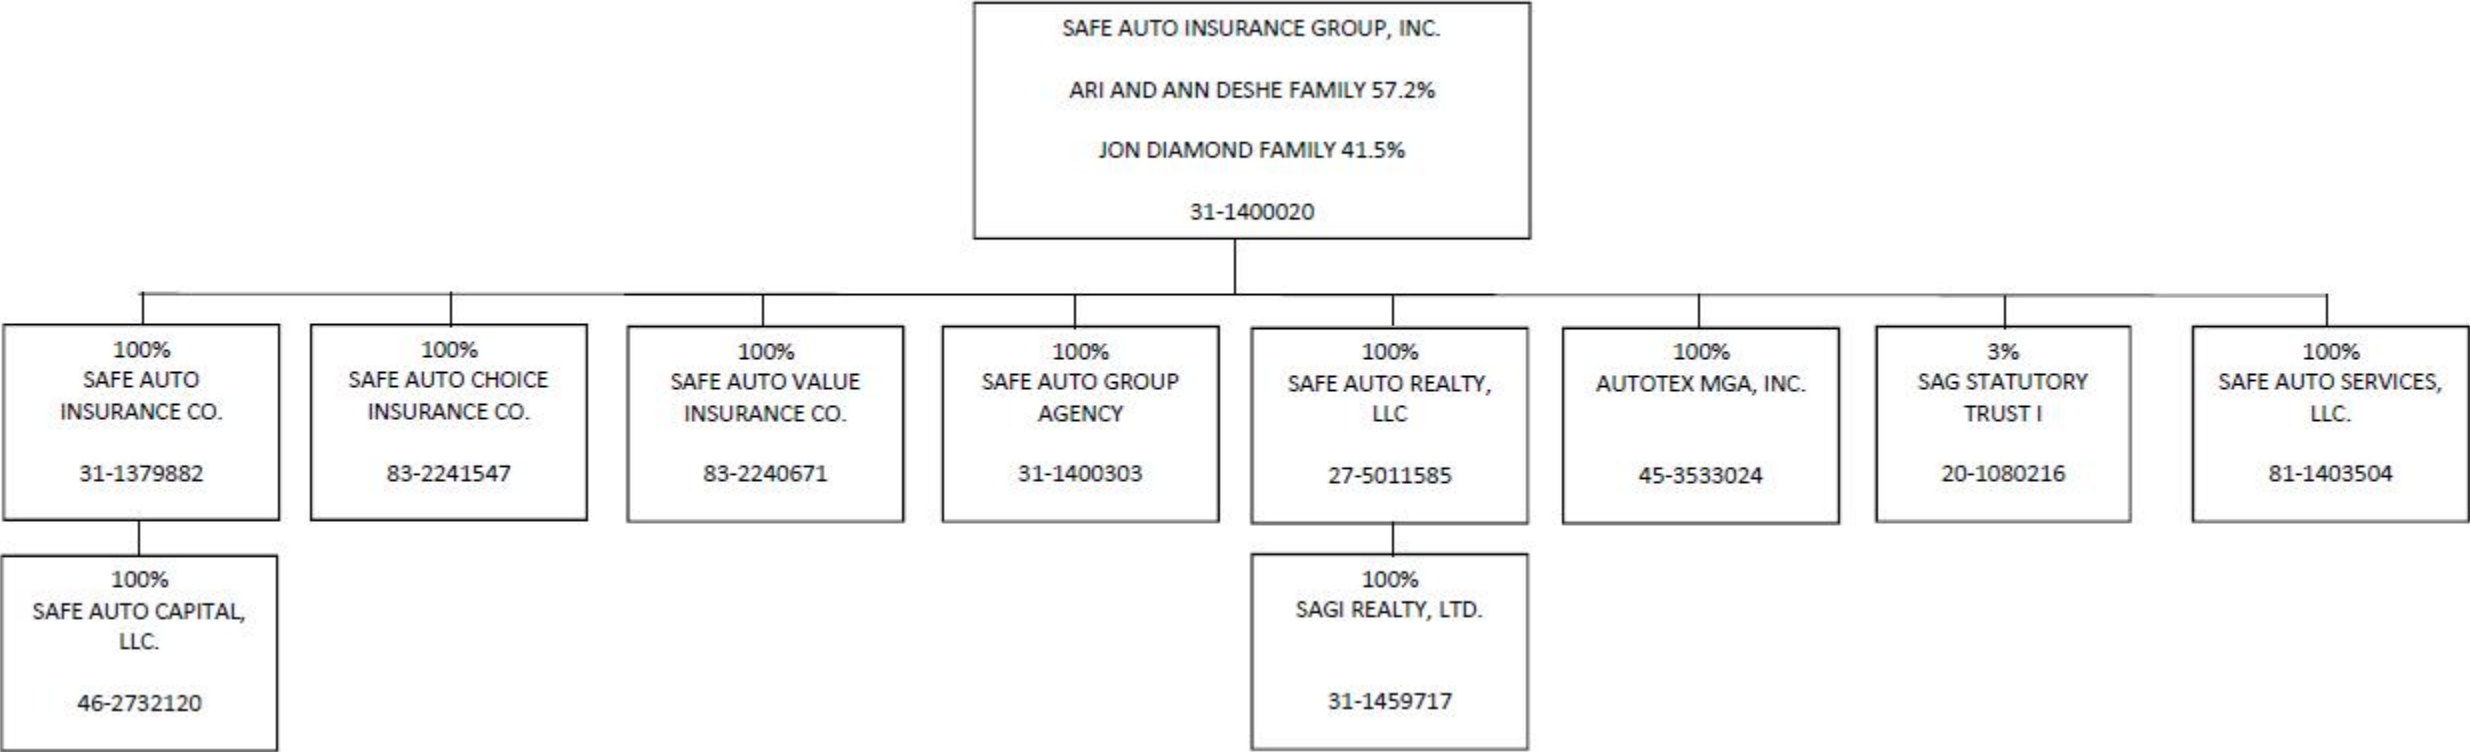 SAFE AUTO INSURANCE GROUP, INC.
ARI AND ANN DESHE FAMILY 57.2%
JON DIAMOND FAMILY 41.5%
31-1400020
100%
SAFE AUTO
INSURANCE CO.
31-1379882
100%
SAFE AUTO CHOICE
INSURANCE CO.
83-2241547
100%
SAFE AUTO VALUE
INSURANCE CO.
83-2240671
100%
SAFE AUTO GROUP
AGENCY
31-1400303
100%
SAFE AUTO REALTY,
LLC
27-5011585
100%
AUTOTEX MGA, INC.
45-3533024
3%
SAG STATUTORY
TRUST I
20-1080216
100%
SAFE AUTO SERVICES,
LLC.
81-1403504
100%
SAFE AUTO CAPITAL,
LLC.
46-2732120
100%
SAGI REALTY, LTD.
31-1459717